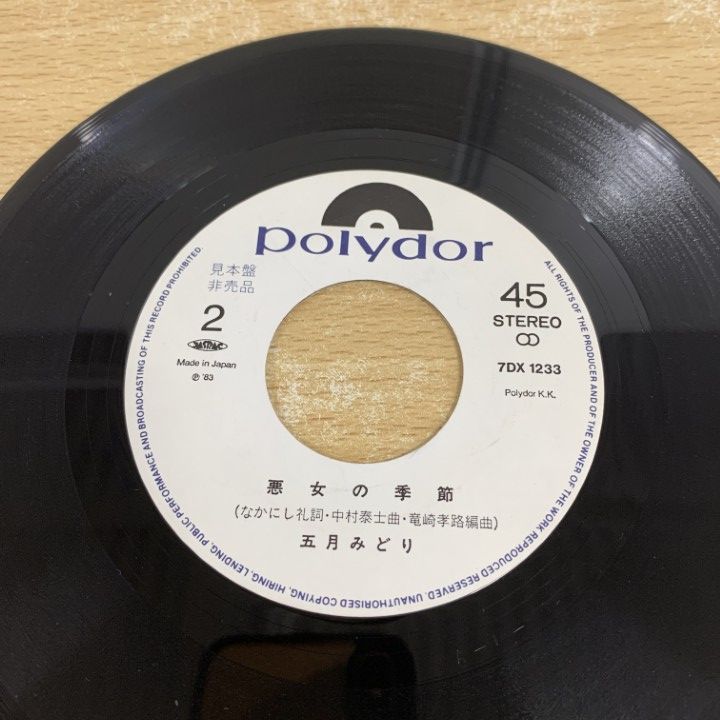 polydor
見本盤
非売品
2
JASRAC
Made in Japan
℗ '83
45
STEREO
7DX 1233
Polydor K.K.
悪女の季節
(なかにし礼詞・中村泰士曲・竜崎孝路編曲)
五月みどり
ALL RIGHTS OF THE PRODUCER AND OF THE OWNER OF THE WORK REPRODUCED RESERVED. UNAUTHORISED COPYING, HIRING, LENDING, PUBLIC PERFORMANCE AND BROADCASTING OF THIS RECORD PROHIBITED.